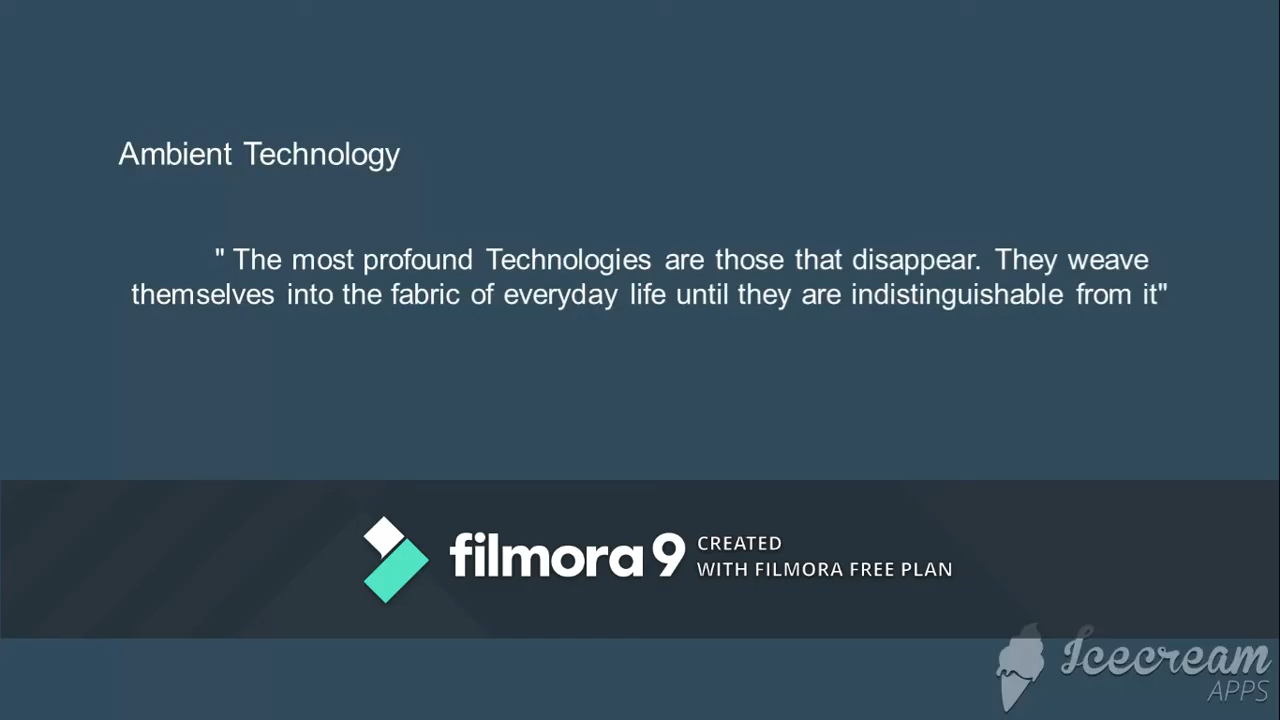 Ambient Technology
" The most profound Technologies are those that disappear. They weave
themselves into the fabric of everyday life until they are indistinguishable from it"
filmora 9 CREATED
WITH FILMORA FREE PLAN
Icecream
APPS